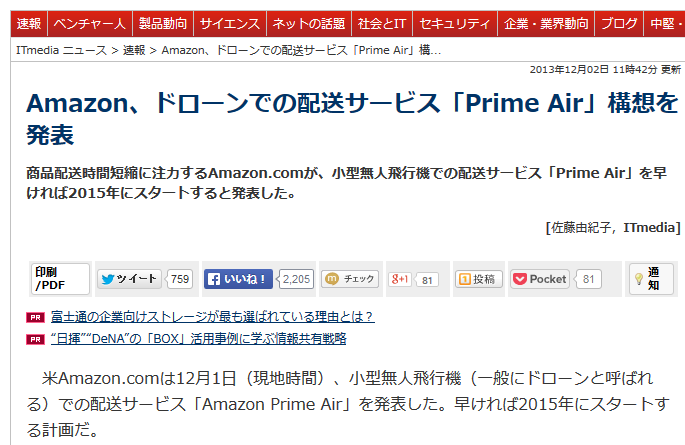 速報 ベンチャー人 製品動向 サイエンス ネットの話題 社会とIT セキュリティ 企業・業界動向 ブログ 中堅・
ITmedia ニュース > 速報 > Amazon、ドローンでの配送サービス「Prime Air」構...
2013年12月02日 11時42分 更新
Amazon、ドローンでの配送サービス「Prime Air」構想を
発表
商品配送時間短縮に注力するAmazon.comが、小型無人飛行機での配送サービス「Prime Air」を早
ければ2015年にスタートすると発表した。
[佐藤由紀子，ITmedia]
印刷
/PDF
ツイート 759
いいね！ 2,205
m チェック
g+1 81
1 投稿
Pocket 81
通
知
PR 富士通の企業向けストレージが最も選ばれている理由とは？
PR “日揮”“DeNA”の「BOX」活用事例に学ぶ情報共有戦略
米Amazon.comは12月1日（現地時間）、小型無人飛行機（一般にドローンと呼ばれ
る）での配送サービス「Amazon Prime Air」を発表した。早ければ2015年にスタートす
る計画だ。